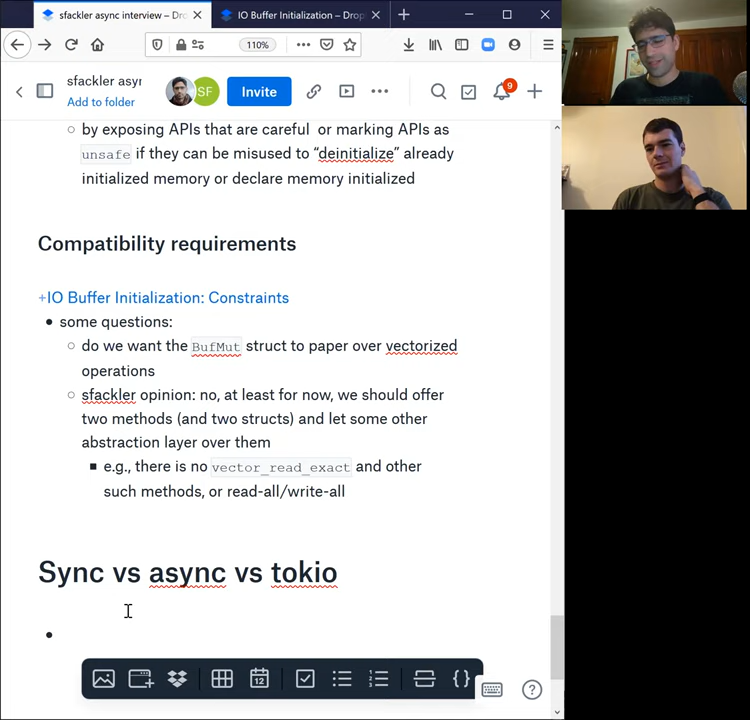 sfackler async interview – Dro
IO Buffer Initialization – Drop
110%
sfackler asyn
Add to folder
SF
Invite
9
by exposing APIs that are careful or marking APIs as
unsafe if they can be misused to “deinitialize” already
initialized memory or declare memory initialized
Compatibility requirements
+IO Buffer Initialization: Constraints
some questions:
do we want the BufMut struct to paper over vectorized
operations
sfackler opinion: no, at least for now, we should offer
two methods (and two structs) and let some other
abstraction layer over them
e.g., there is no vector_read_exact and other
such methods, or read-all/write-all
Sync vs async vs tokio
12